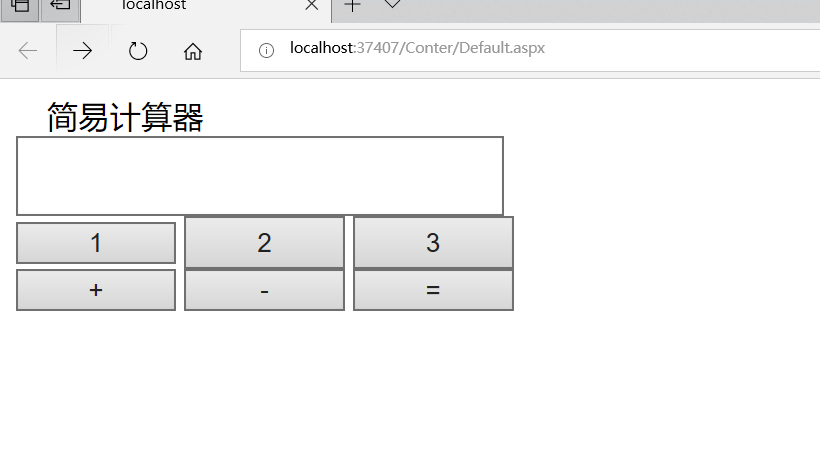 localhost
localhost:37407/Conter/Default.aspx
简易计算器
1 2 3
+ - =